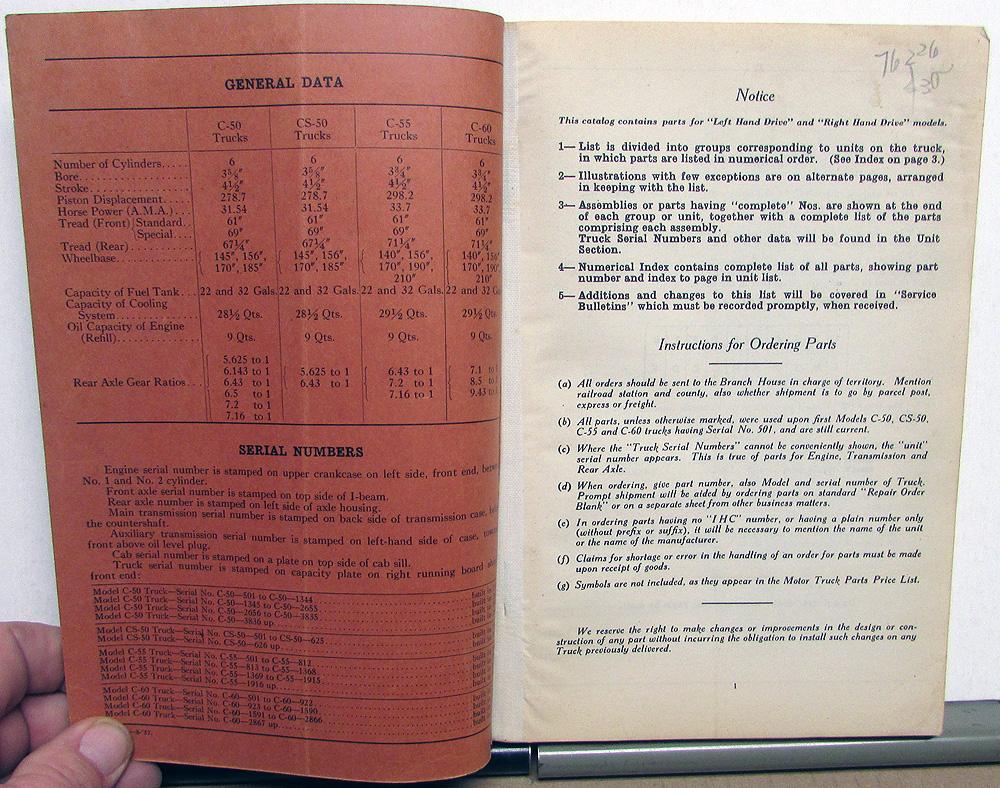 GENERAL DATA
C-50 Trucks CS-50 Trucks C-55 Trucks C-60 Trucks
Number of Cylinders..... 6 6 6 6
Bore..... 3⅝″ 3⅝″ 3¾″ 3¾″
Stroke..... 4½″ 4½″ 4½″ 4½″
Piston Displacement..... 278.7 278.7 298.2 298.2
Horse Power (A.M.A.)... 31.54 31.54 33.7 33.7
Tread (Front) Standard.. 61″ 61″ 61″ 61″
Special... 69″ 69″ 69″ 69″
Tread (Rear)..... 67¼″ 67¼″ 71¼″ 71¼″
Wheelbase..... 145″, 156″, 145″, 156″, 140″, 156″, 140″, 156″
170″, 185″ 170″, 185″ 170″, 190″, 170″, 190″,
210″ 210″
Capacity of Fuel Tank... 22 and 32 Gals. 22 and 32 Gals. 22 and 32 Gals. 22 and 32 G
Capacity of Cooling
System..... 28½ Qts. 28½ Qts. 29½ Qts. 29½ Qts.
Oil Capacity of Engine
(Refill)..... 9 Qts. 9 Qts. 9 Qts. 9 Qts.
5.625 to 1
6.143 to 1 5.625 to 1 6.43 to 1 7.1 to
Rear Axle Gear Ratios... 6.43 to 1 6.43 to 1 7.2 to 1 8.5 to
6.5 to 1 7.16 to 1 9.43 to
7.2 to 1
7.16 to 1
SERIAL NUMBERS
Engine serial number is stamped on upper crankcase on left side, front end,
No. 1 and No. 2 cylinder.
Front axle serial number is stamped on top side of I-beam.
Rear axle number is stamped on left side of axle housing.
Main transmission serial number is stamped on back side of transmission case,
the countershaft.
Auxiliary transmission serial number is stamped on left-hand side of case,
front above oil level plug.
Cab serial number is stamped on a plate on top side of cab sill.
Truck serial number is stamped on capacity plate on right running board
front end:
Model C-50 Truck—Serial No. C-50—501 to C-50—1344
Model C-50 Truck—Serial No. C-50—1345 to C-50—2655
Model C-50 Truck—Serial No. C-50—2656 to C-50—3835
Model C-50 Truck—Serial No. C-50—3836 up
Model CS-50 Truck—Serial No. CS-50—501 to CS-50—625
Model CS-50 Truck—Serial No. CS-50—626 up
Model C-55 Truck—Serial No. C-55—501 to C-55—812
Model C-55 Truck—Serial No. C-55—813 to C-55—1368
Model C-55 Truck—Serial No. C-55—1369 to C-55—1915
Model C-55 Truck—Serial No. C-55—1916 up
Model C-60 Truck—Serial No. C-60—501 to C-60—922
Model C-60 Truck—Serial No. C-60—923 to C-60—1590
Model C-60 Truck—Serial No. C-60—1591 to C-60—2866
Model C-60 Truck—Serial No. C-60—2867 up
Notice
This catalog contains parts for "Left Hand Drive" and "Right Hand Drive" models.
1— List is divided into groups corresponding to units on the truck,
in which parts are listed in numerical order. (See Index on page 3.)
2— Illustrations with few exceptions are on alternate pages, arranged
in keeping with the list.
3— Assemblies or parts having "complete" Nos. are shown at the end
of each group or unit, together with a complete list of the parts
comprising each assembly.
Truck Serial Numbers and other data will be found in the Unit
Section.
4— Numerical Index contains complete list of all parts, showing part
number and index to page in unit list.
5— Additions and changes to this list will be covered in "Service
Bulletins" which must be recorded promptly, when received.
Instructions for Ordering Parts
(a) All orders should be sent to the Branch House in charge of territory. Mention
railroad station and county, also whether shipment is to go by parcel post,
express or freight.
(b) All parts, unless otherwise marked, were used upon first Models C-50, CS-50,
C-55 and C-60 trucks having Serial No. 501, and are still current.
(c) Where the "Truck Serial Numbers" cannot be conveniently shown, the "unit"
serial number appears. This is true of parts for Engine, Transmission and
Rear Axle.
(d) When ordering, give part number, also Model and serial number of Truck.
Prompt shipment will be aided by ordering parts on standard "Repair Order
Blank" or on a separate sheet from other business matters.
(e) In ordering parts having no "IHC" number, or having a plain number only
(without prefix or suffix), it will be necessary to mention the name of the unit
or the name of the manufacturer.
(f) Claims for shortage or error in the handling of an order for parts must be made
upon receipt of goods.
(g) Symbols are not included, as they appear in the Motor Truck Parts Price List.
We reserve the right to make changes or improvements in the design or con-
struction of any part without incurring the obligation to install such changes on any
Truck previously delivered.
1